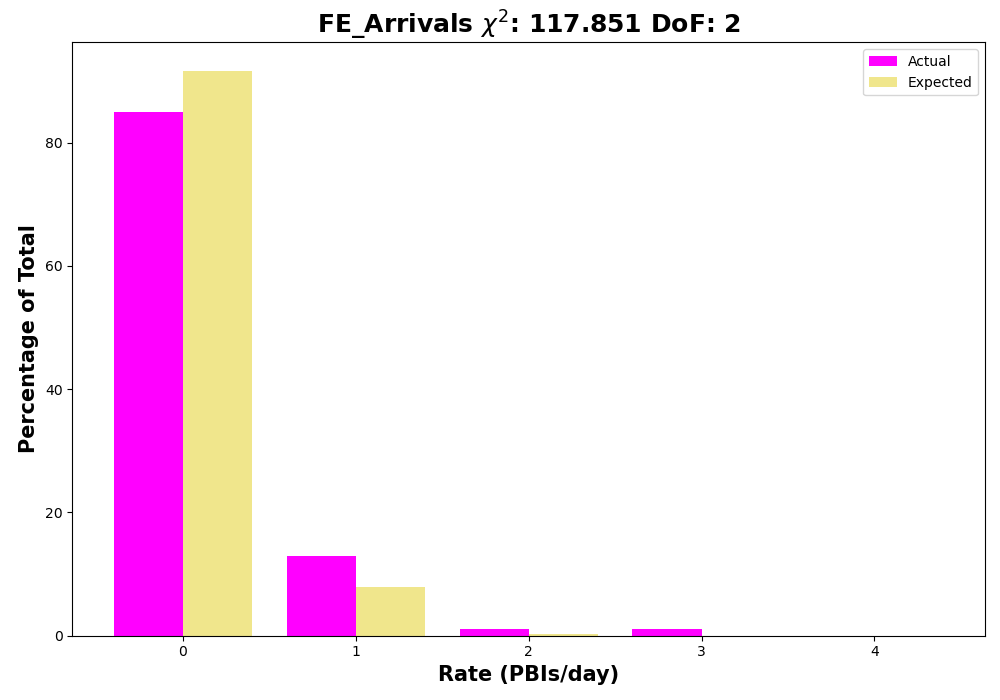 FE_Arrivals χ²: 117.851 DoF: 2
Actual
Expected
Percentage of Total
80
60
40
20
0
0 1 2 3 4
Rate (PBIs/day)